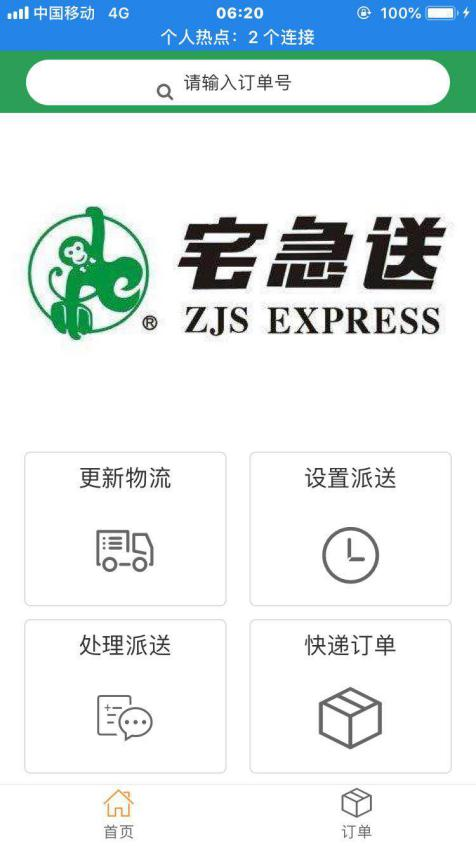 中国移动 4G 06:20 100%
个人热点：2 个连接
请输入订单号
宅急送
® ZJS EXPRESS
更新物流 设置派送
处理派送 快递订单
首页 订单